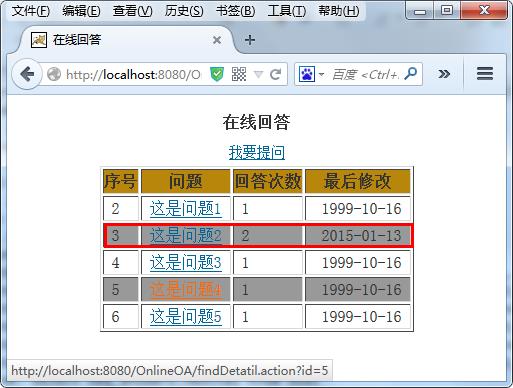 文件(F) 编辑(E) 查看(V) 历史(S) 书签(B) 工具(T) 帮助(H)
在线回答
http://localhost:8080/O 百度 <Ctrl+.
在线回答
我要提问
序号 问题 回答次数 最后修改
2 这是问题1 1 1999-10-16
3 这是问题2 2 2015-01-13
4 这是问题3 1 1999-10-16
5 这是问题4 1 1999-10-16
6 这是问题5 1 1999-10-16
http://localhost:8080/OnlineOA/findDetatil.action?id=5